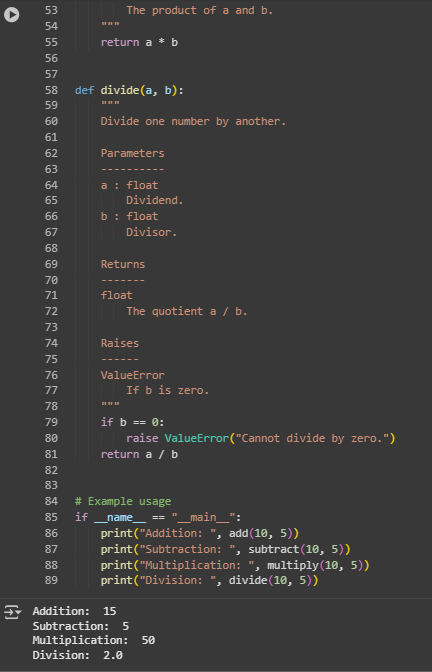 53 The product of a and b.
54 """
55 return a * b
56
57
58 def divide(a, b):
59 """
60 Divide one number by another.
61
62 Parameters
63 ----------
64 a : float
65 Dividend.
66 b : float
67 Divisor.
68
69 Returns
70 -------
71 float
72 The quotient a / b.
73
74 Raises
75 ------
76 ValueError
77 If b is zero.
78 """
79 if b == 0:
80 raise ValueError("Cannot divide by zero.")
81 return a / b
82
83
84 # Example usage
85 if __name__ == "__main__":
86 print("Addition: ", add(10, 5))
87 print("Subtraction: ", subtract(10, 5))
88 print("Multiplication: ", multiply(10, 5))
89 print("Division: ", divide(10, 5))
Addition:  15
Subtraction:  5
Multiplication:  50
Division:  2.0